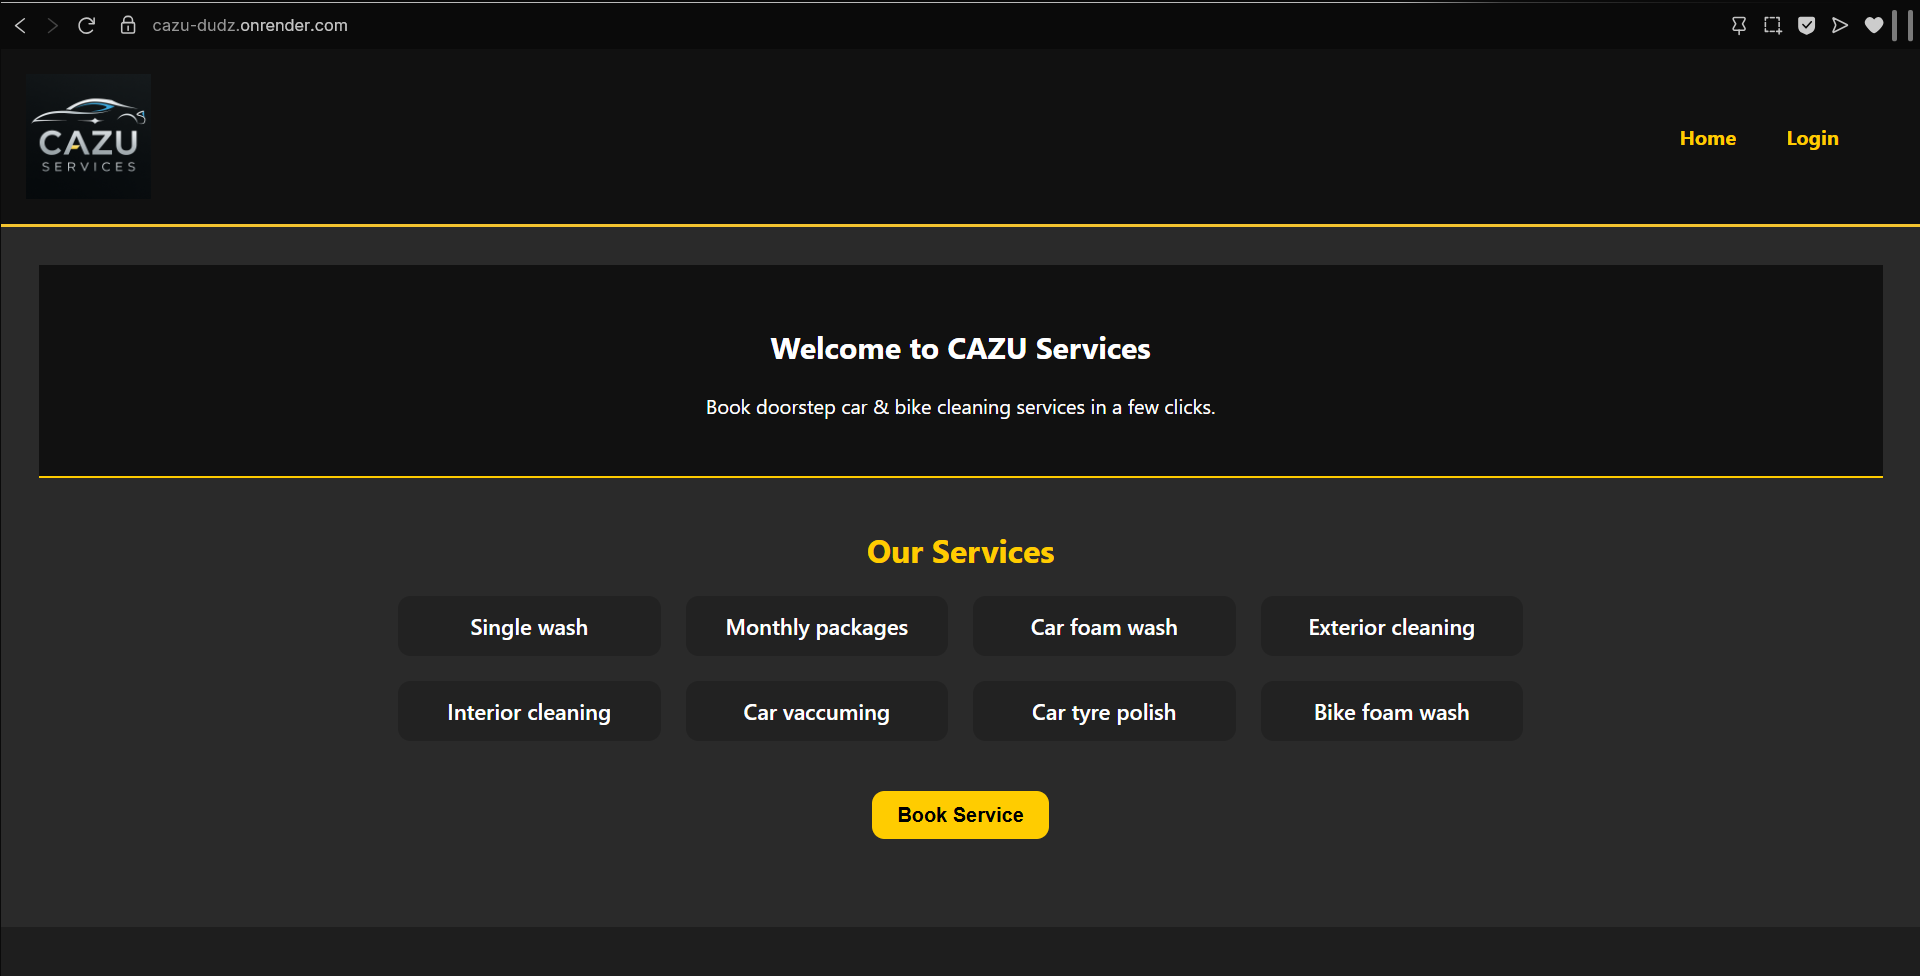 cazu-dudz.onrender.com
CAZU
SERVICES
Home
Login
Welcome to CAZU Services
Book doorstep car & bike cleaning services in a few clicks.
Our Services
Single wash
Monthly packages
Car foam wash
Exterior cleaning
Interior cleaning
Car vaccuming
Car tyre polish
Bike foam wash
Book Service